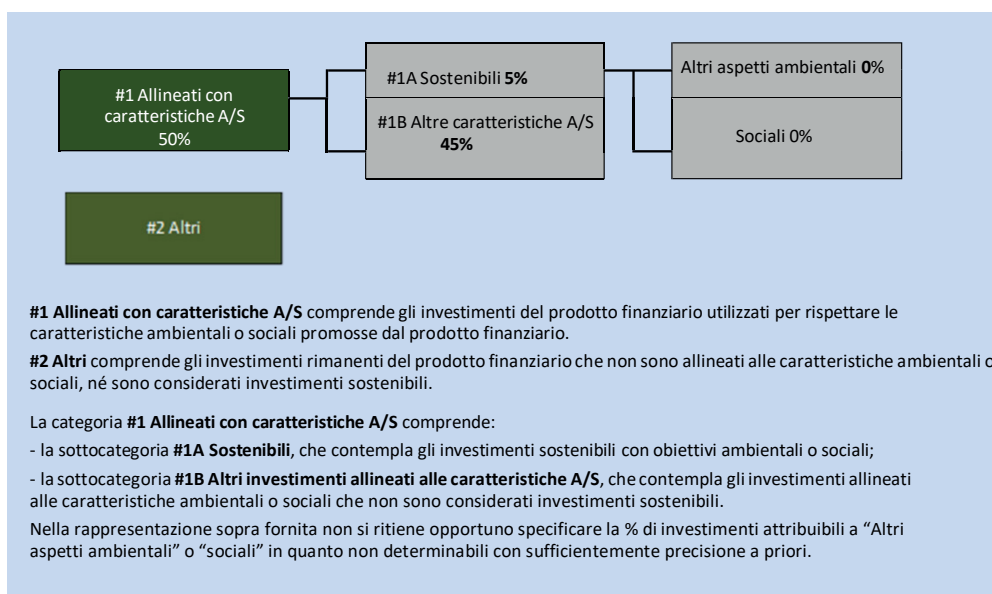 #1 Allineati con
caratteristiche A/S
50%
#1A Sostenibili 5%
#1B Altre caratteristiche A/S
45%
Altri aspetti ambientali 0%
Sociali 0%
#2 Altri
#1 Allineati con caratteristiche A/S comprende gli investimenti del prodotto finanziario utilizzati per rispettare le
caratteristiche ambientali o sociali promosse dal prodotto finanziario.
#2 Altri comprende gli investimenti rimanenti del prodotto finanziario che non sono allineati alle caratteristiche ambientali o
sociali, né sono considerati investimenti sostenibili.
La categoria #1 Allineati con caratteristiche A/S comprende:
- la sottocategoria #1A Sostenibili, che contempla gli investimenti sostenibili con obiettivi ambientali o sociali;
- la sottocategoria #1B Altri investimenti allineati alle caratteristiche A/S, che contempla gli investimenti allineati
alle caratteristiche ambientali o sociali che non sono considerati investimenti sostenibili.
Nella rappresentazione sopra fornita non si ritiene opportuno specificare la % di investimenti attribuibili a “Altri
aspetti ambientali” o “sociali” in quanto non determinabili con sufficientemente precisione a priori.